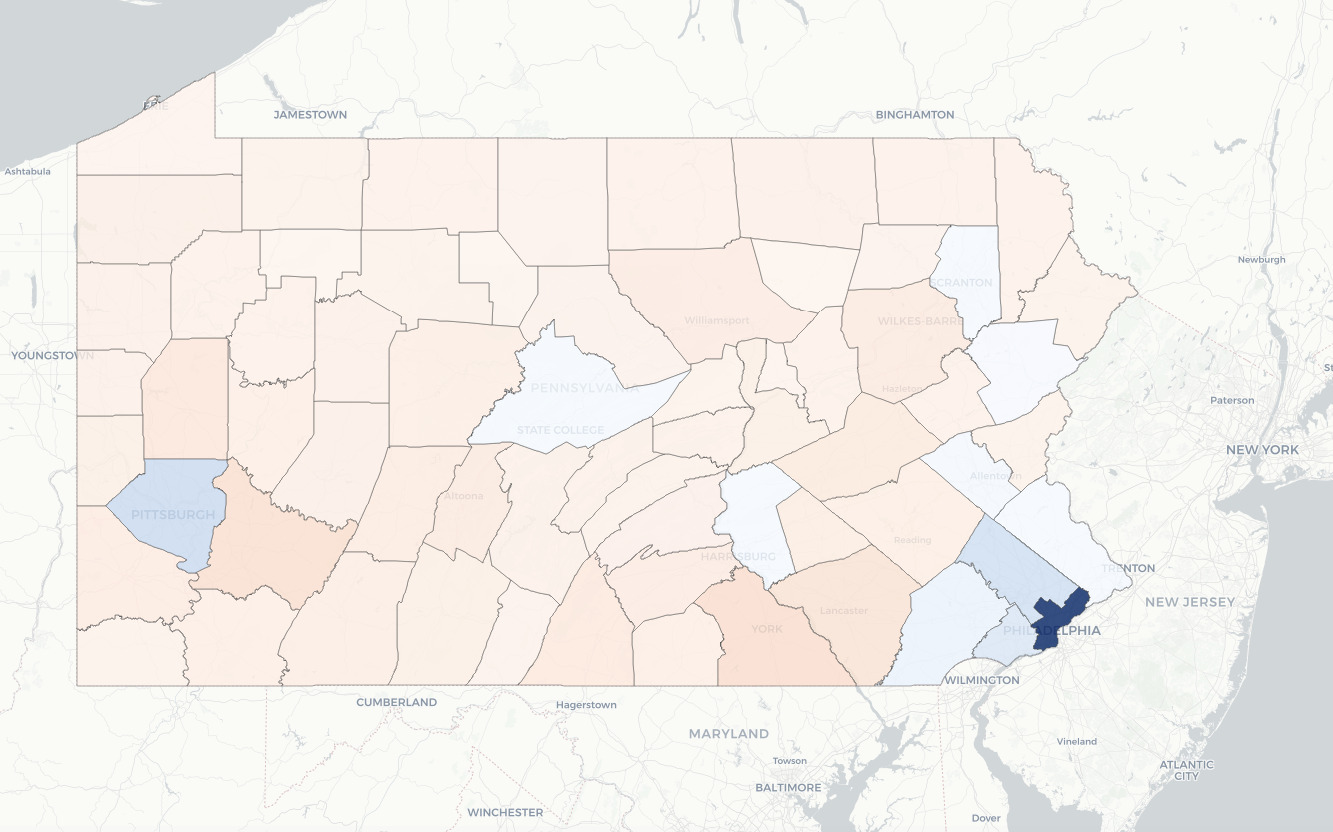 JAMESTOWN
BINGHAMTON
ERIE
Ashtabula
Newburgh
SCRANTON
Williamsport
WILKES-BARRE
YOUNGSTOWN
PENNSYLVANIA
Hazleton
Paterson
STATE COLLEGE
NEW YORK
Allentown
Altoona
PITTSBURGH
Reading
HARRISBURG
TRENTON
NEW JERSEY
Lancaster
YORK
PHILADELPHIA
WILMINGTON
CUMBERLAND
Hagerstown
MARYLAND
Vineland
Towson
ATLANTIC
CITY
BALTIMORE
WINCHESTER
Dover